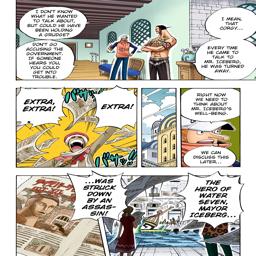 I DON'T
KNOW WHAT
HE WANTED
TO TALK
ABOUT,
BUT COULD HE
HAVE BEEN
HOLDING
A GRUDGE?
DON'T GO
ACCUSING THE
GOVERNMENT.
IF SOMEONE
HEARS YOU,
YOU COULD
GET INTO
TROUBLE.
I MEAN,
THAT
CORGY...
EVERY TIME
HE CAME TO
TALK TO
MR. ICEBERG,
HE WAS TURNED
AWAY.
EXTRA,
EXTRA!
EXTRA!
RIGHT NOW
WE NEED TO
THINK ABOUT
MR. ICEBERG'S
WELL-BEING.
WE CAN
DISCUSS THIS
LATER...
...WAS
STRUCK
DOWN
BY AN
ASSAS-
SIN!
THE
HERO OF
WATER
SEVEN,
MAYOR
ICEBERG...